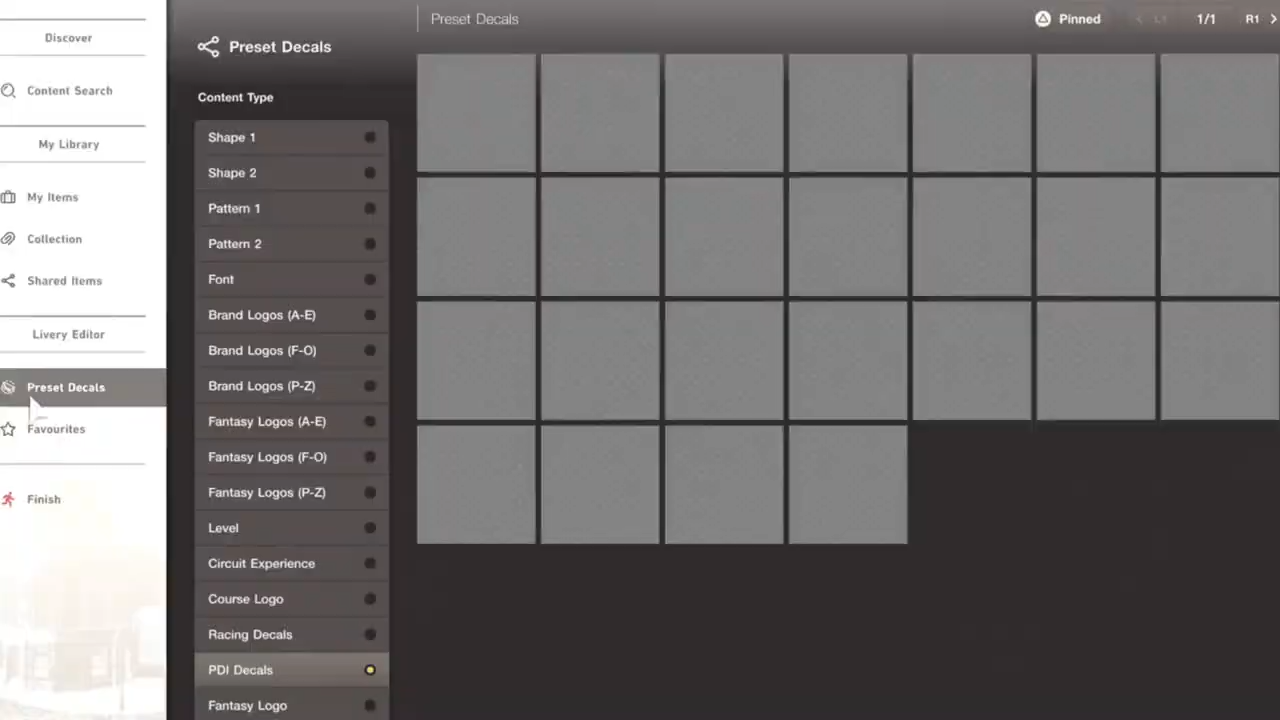 Discover
Content Search
My Library
My Items
Collection
Shared Items
Livery Editor
Preset Decals
Favourites
Finish
Preset Decals
Content Type
Shape 1
Shape 2
Pattern 1
Pattern 2
Font
Brand Logos (A-E)
Brand Logos (F-O)
Brand Logos (P-Z)
Fantasy Logos (A-E)
Fantasy Logos (F-O)
Fantasy Logos (P-Z)
Level
Circuit Experience
Course Logo
Racing Decals
PDI Decals
Fantasy Logo
Preset Decals
Pinned L1 1/1 R1